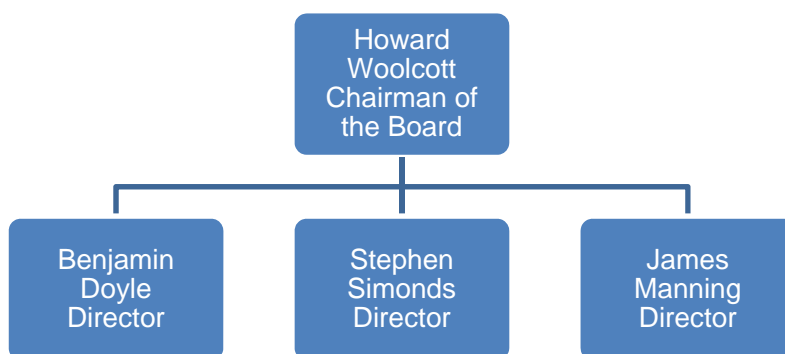 Howard
Woolcott
Chairman of
the Board
Benjamin
Doyle
Director
Stephen
Simonds
Director
James
Manning
Director